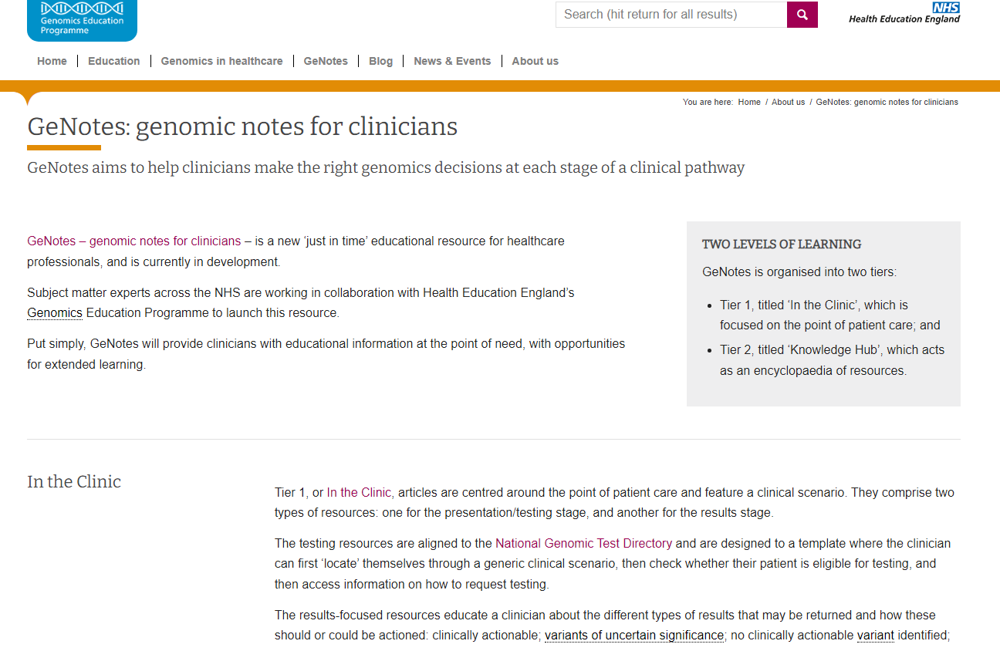 Genomics Education
Programme
Search (hit return for all results)
NHS
Health Education England
Home
Education
Genomics in healthcare
GeNotes
Blog
News & Events
About us
You are here: Home / About us / GeNotes: genomic notes for clinicians
GeNotes: genomic notes for clinicians
GeNotes aims to help clinicians make the right genomics decisions at each stage of a clinical pathway
GeNotes – genomic notes for clinicians – is a new ‘just in time’ educational resource for healthcare
professionals, and is currently in development.
Subject matter experts across the NHS are working in collaboration with Health Education England’s
Genomics Education Programme to launch this resource.
Put simply, GeNotes will provide clinicians with educational information at the point of need, with opportunities
for extended learning.
TWO LEVELS OF LEARNING
GeNotes is organised into two tiers:
• Tier 1, titled ‘In the Clinic’, which is
focused on the point of patient care; and
• Tier 2, titled ‘Knowledge Hub’, which acts
as an encyclopaedia of resources.
In the Clinic
Tier 1, or In the Clinic, articles are centred around the point of patient care and feature a clinical scenario. They comprise two
types of resources: one for the presentation/testing stage, and another for the results stage.
The testing resources are aligned to the National Genomic Test Directory and are designed to a template where the clinician
can first ‘locate’ themselves through a generic clinical scenario, then check whether their patient is eligible for testing, and
then access information on how to request testing.
The results-focused resources educate a clinician about the different types of results that may be returned and how these
should or could be actioned: clinically actionable; variants of uncertain significance; no clinically actionable variant identified;